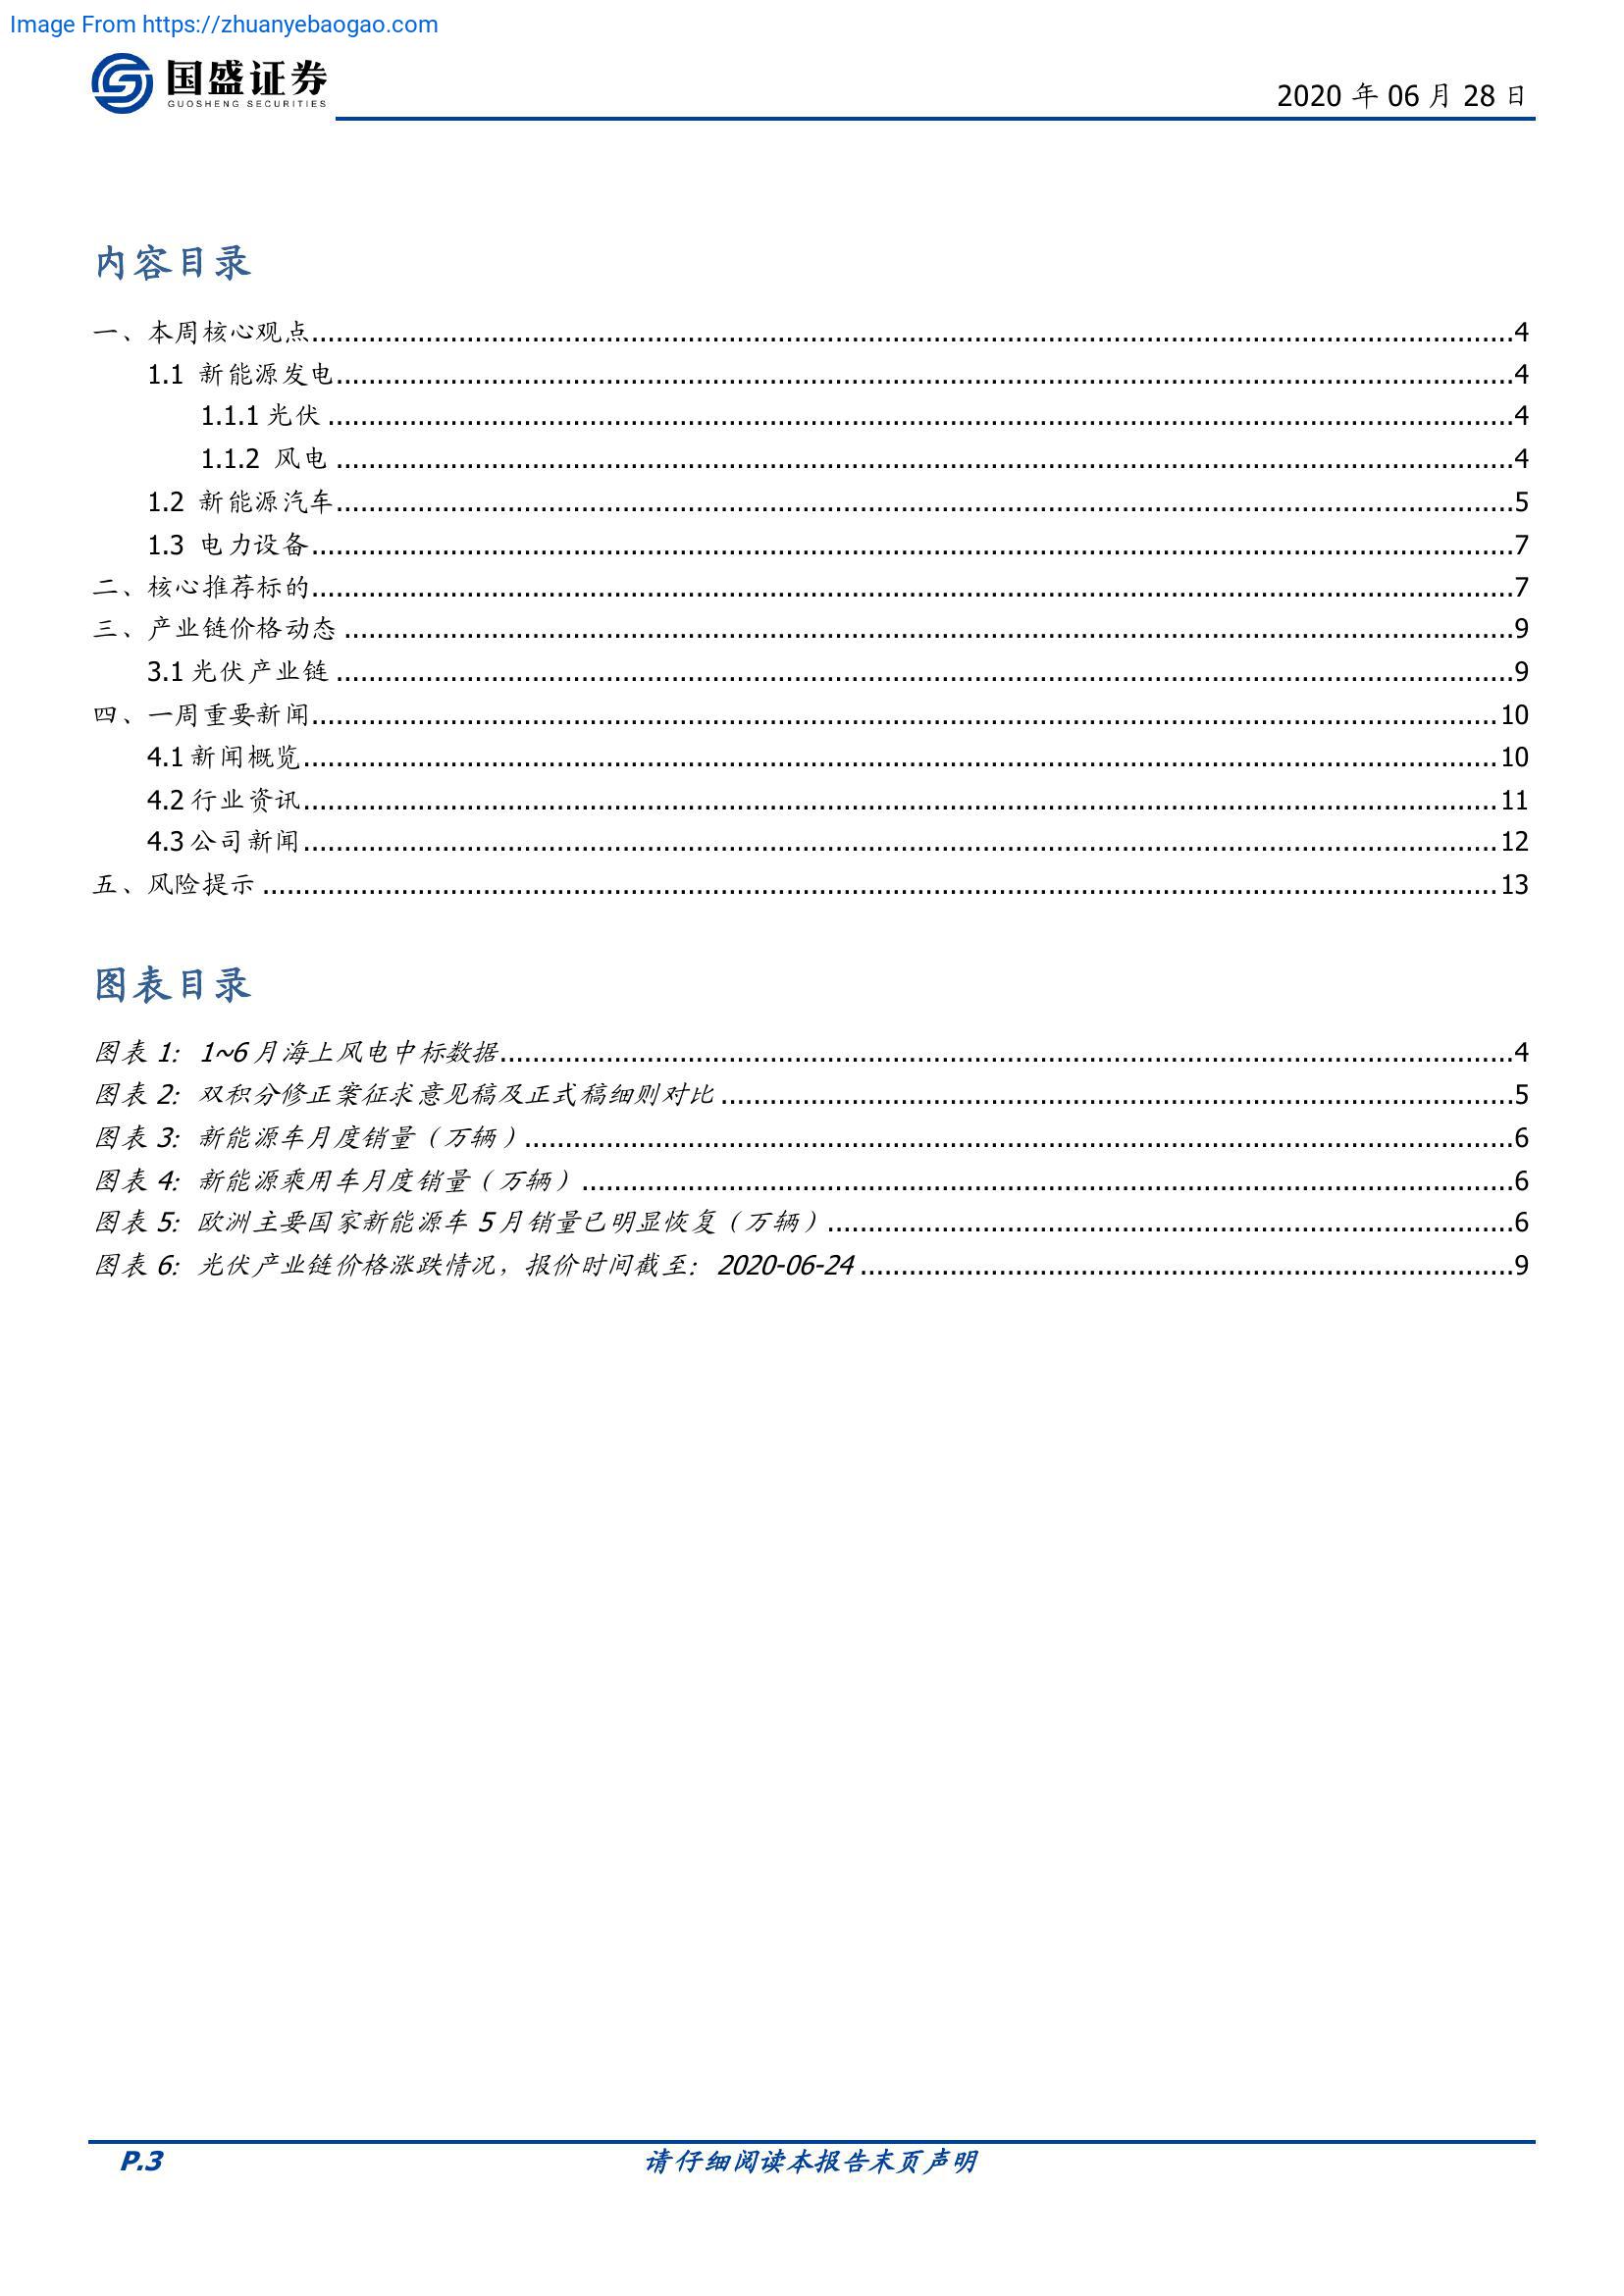 Image From https://zhuanyebaogao.com
国盛证券
GUOSHENG SECURITIES
2020 年 06 月 28 日
内容目录
一、本周核心观点 4
1.1 新能源发电 4
1.1.1 光伏 4
1.1.2 风电 4
1.2 新能源汽车 5
1.3 电力设备 7
二、核心推荐标的 7
三、产业链价格动态 9
3.1 光伏产业链 9
四、一周重要新闻 10
4.1 新闻概览 10
4.2 行业资讯 11
4.3 公司新闻 12
五、风险提示 13
图表目录
图表 1: 1~6 月海上风电中标数据 4
图表 2: 双积分修正案征求意见稿及正式稿细则对比 5
图表 3: 新能源车月度销量（万辆） 6
图表 4: 新能源乘用车月度销量（万辆） 6
图表 5: 欧洲主要国家新能源车 5 月销量已明显恢复（万辆） 6
图表 6: 光伏产业链价格涨跌情况，报价时间截至: 2020-06-24 9
P.3 请仔细阅读本报告末页声明